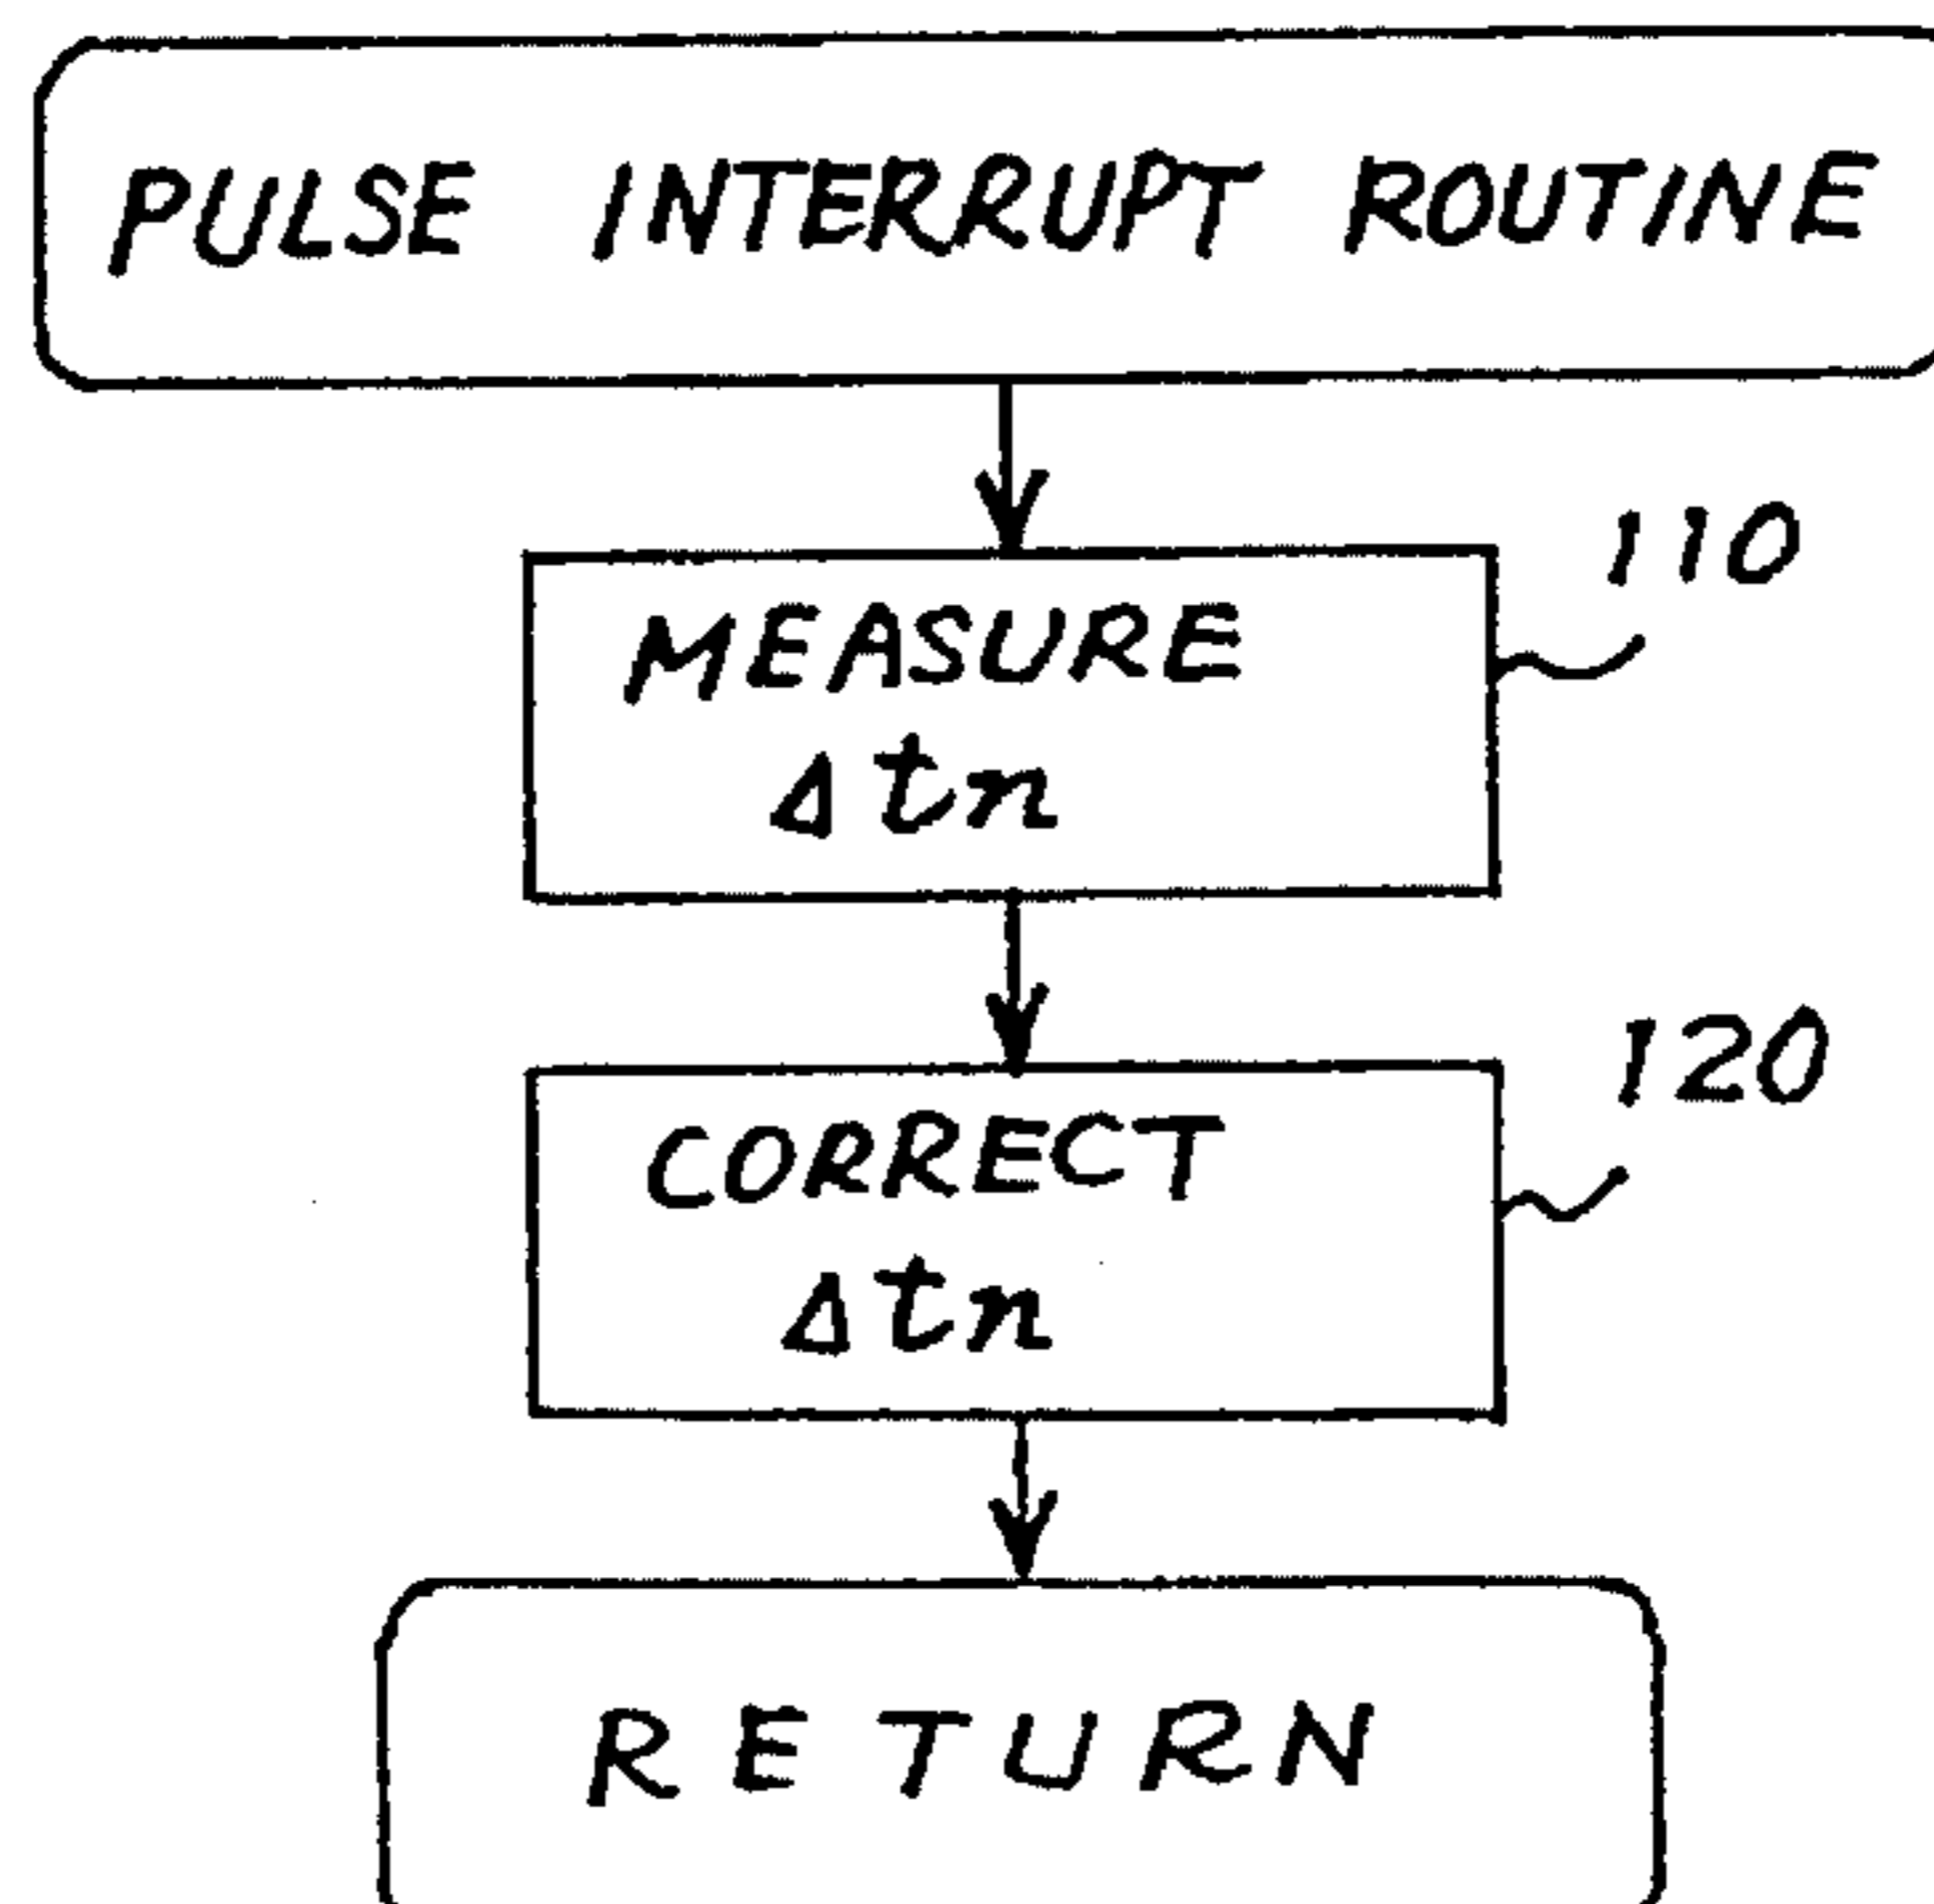 PULSE INTERRUPT ROUTINE
110
MEASURE
Δtn
120
CORRECT
Δtn
RETURN